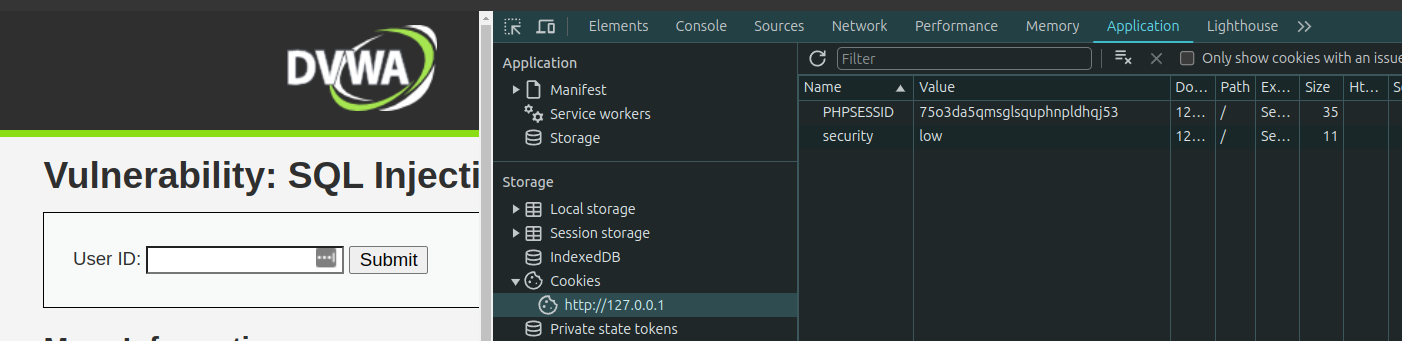 DVWA
Vulnerability: SQL Injecti
User ID:
Submit
Elements Console Sources Network Performance Memory Application Lighthouse
Application
Manifest
Service workers
Storage
Storage
Local storage
Session storage
IndexedDB
Cookies
http://127.0.0.1
Private state tokens
Filter
Only show cookies with an issue
Name Value Do... Path Ex... Size Ht... S
PHPSESSID 75o3da5qmsglsquphnpldhqj53 12... / Se... 35
security low 12... / Se... 11